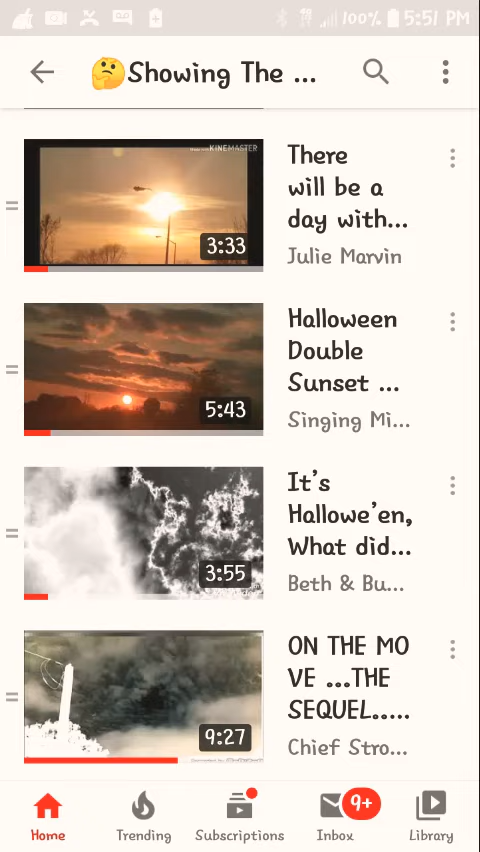 100% 5:51 PM
🤔Showing The ...
KINEMASTER
3:33
There
will be a
day with...
Julie Marvin
5:43
Halloween
Double
Sunset ...
Singing Mi...
3:55
It's
Hallowe'en,
What did...
Beth & Bu...
9:27
ON THE MO
VE ...THE
SEQUEL.....
Chief Stro...
9+
Home Trending Subscriptions Inbox Library